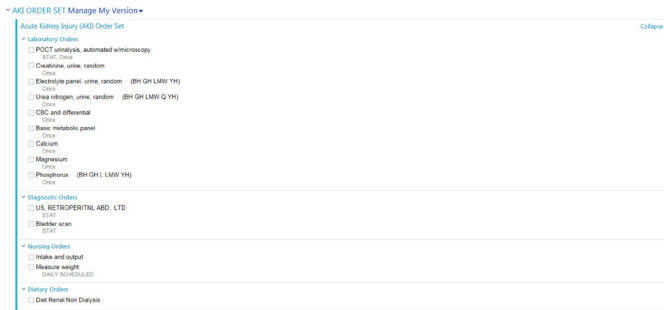 AKI ORDER SET Manage My Version
Acute Kidney Injury (AKI) Order Set Collapse
Laboratory Orders
POCT urinalysis, automated w/microscopy
STAT, Once
Creatinine, urine, random
Once
Electrolyte panel, urine, random (BH GH LMW YH)
Once
Urea nitrogen, urine, random (BH GH LMW Q YH)
Once
CBC and differential
Once
Basic metabolic panel
Once
Calcium
Once
Magnesium
Once
Phosphorus (BH GH L LMW YH)
Once
Diagnostic Orders
US, RETROPERITNL ABD, LTD
STAT
Bladder scan
STAT
Nursing Orders
Intake and output
Measure weight
DAILY SCHEDULED
Dietary Orders
Diet Renal Non Dialysis